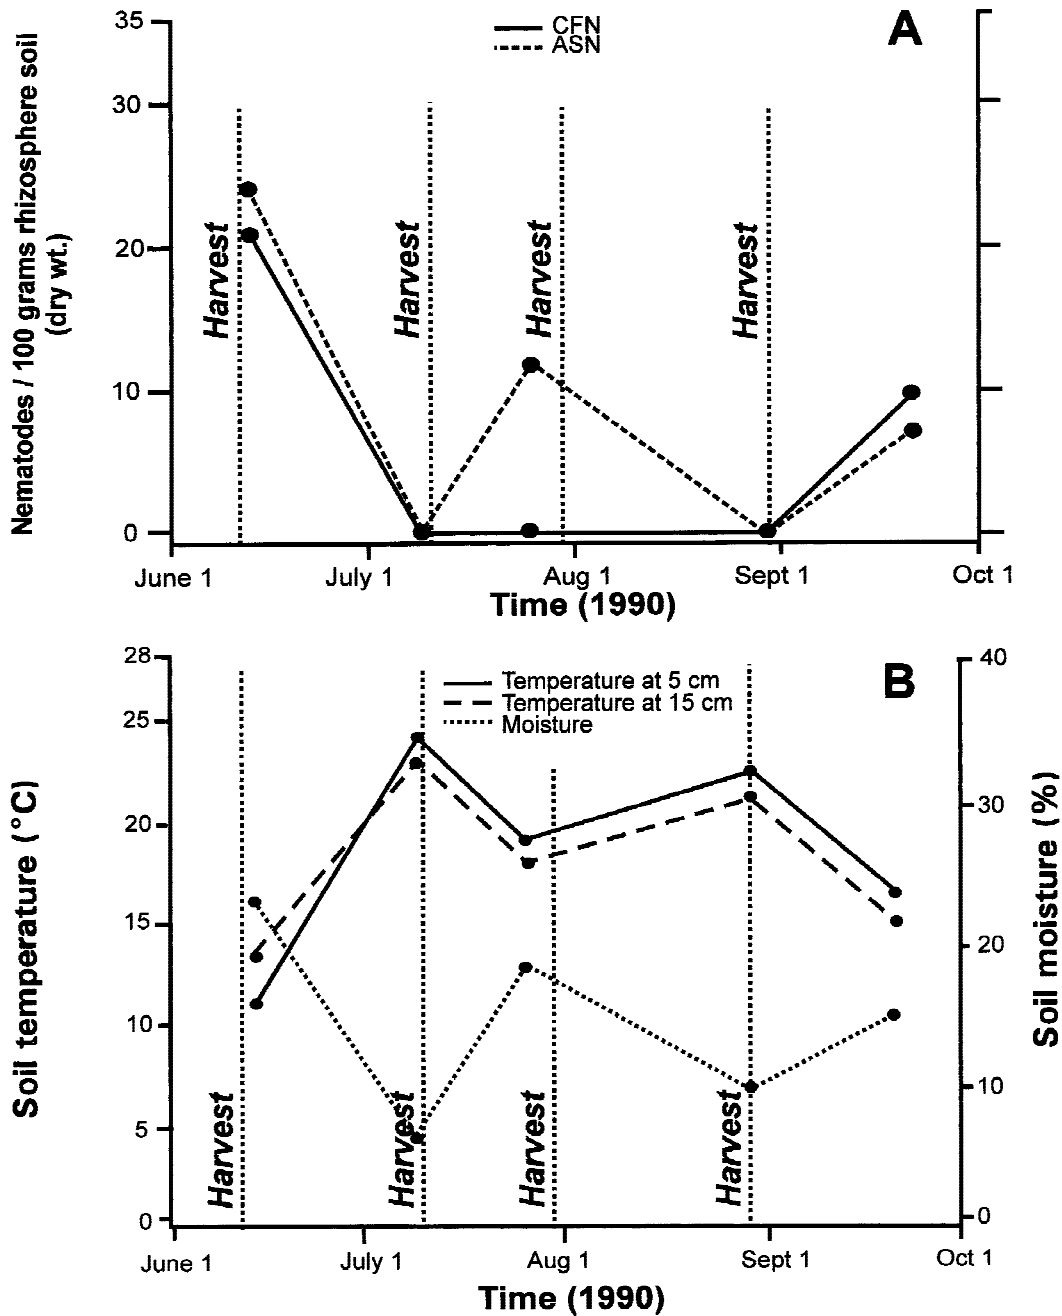 A
CFN
ASN
35
30
20
10
0
Nematodes / 100 grams rhizosphere soil
(dry wt.)
Harvest
Harvest
Harvest
Harvest
June 1
July 1
Aug 1
Sept 1
Oct 1
Time (1990)
B
Temperature at 5 cm
Temperature at 15 cm
Moisture
28
25
20
15
10
5
0
Soil temperature (°C)
40
30
20
10
0
Soil moisture (%)
Harvest
Harvest
Harvest
Harvest
June 1
July 1
Aug 1
Sept 1
Oct 1
Time (1990)